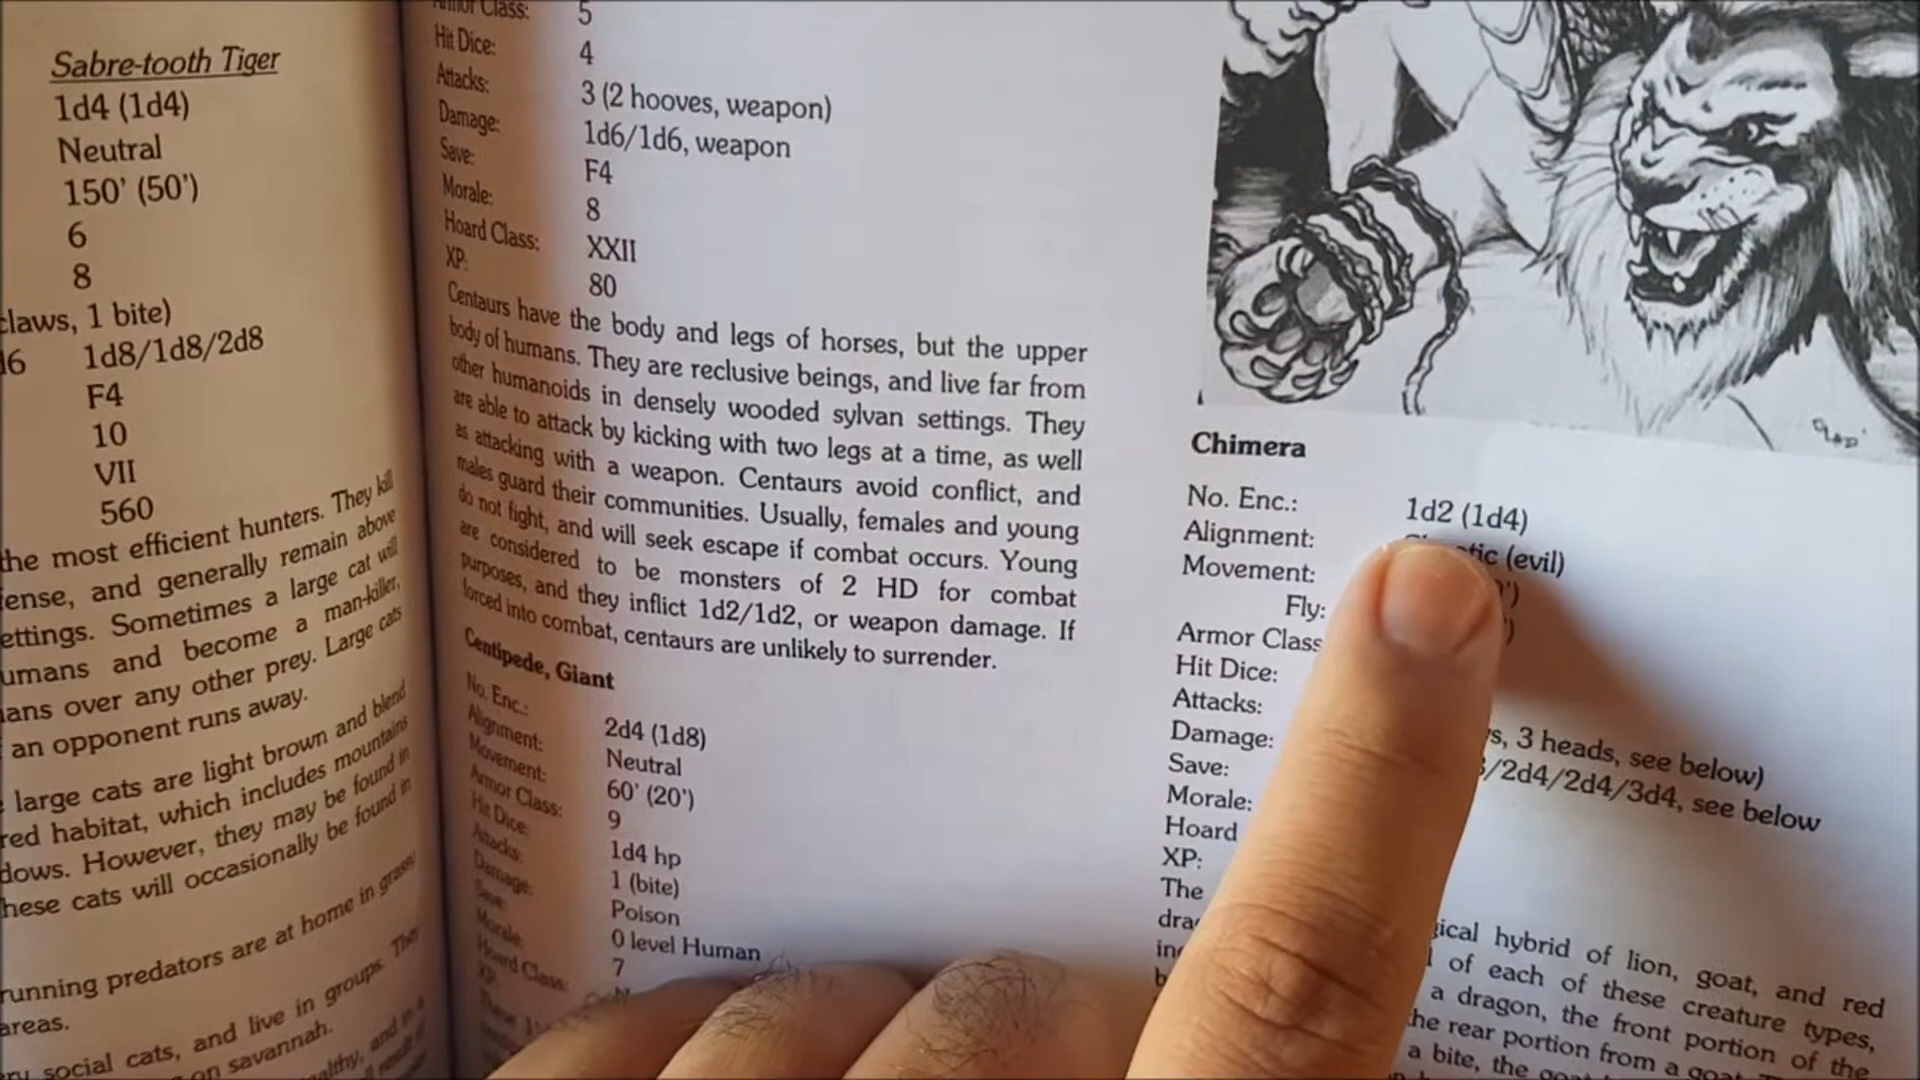 Sabre-tooth Tiger
1d4 (1d4)
Neutral
150' (50')
6
8
claws, 1 bite)
1d8/1d8/2d8
F4
10
VII
560
the most efficient hunters. They kill
and generally remain above
Sometimes a large cat will
and become a man-killer,
over any other prey. Large cats
an opponent runs away.
large cats are light brown and blend
habitat, which includes mountains
However, they may be found in
these cats will occasionally be found in
running predators are at home in grassy
areas.
social cats, and live in groups. They
on savannah.
Armor Class: 5
Hit Dice: 4
Attacks: 3 (2 hooves, weapon)
Damage: 1d6/1d6, weapon
Save: F4
Morale: 8
Hoard Class: XXII
XP: 80
Centaurs have the body and legs of horses, but the upper
body of humans. They are reclusive beings, and live far from
other humanoids in densely wooded sylvan settings. They
are able to attack by kicking with two legs at a time, as well
as attacking with a weapon. Centaurs avoid conflict, and
males guard their communities. Usually, females and young
do not fight, and will seek escape if combat occurs. Young
are considered to be monsters of 2 HD for combat
purposes, and they inflict 1d2/1d2, or weapon damage. If
forced into combat, centaurs are unlikely to surrender.
Centipede, Giant
No. Enc.: 2d4 (1d8)
Alignment: Neutral
Movement: 60' (20')
Armor Class: 9
Hit Dice: 1d4 hp
Attacks: 1 (bite)
Damage: Poison
Save: 0 level Human
Morale: 7
Hoard Class:
XP:
Chimera
No. Enc.: 1d2 (1d4)
Alignment: (evil)
Movement:
Fly:
Armor Class
Hit Dice:
Attacks: 3 heads, see below)
Damage: /2d4/2d4/3d4, see below
Save:
Morale:
Hoard
XP:
The hybrid of lion, goat, and red
of each of these creature types,
a dragon, the front portion of the
the rear portion from a goat.
a bite, the goat